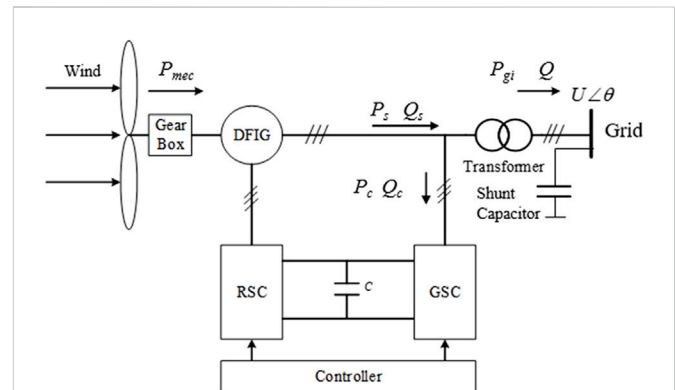 Wind
P_mec
P_gi Q
U∠θ
Gear
Box
DFIG
P_s Q_s
Grid
Transformer
P_c Q_c
Shunt
Capacitor
RSC
C
GSC
Controller